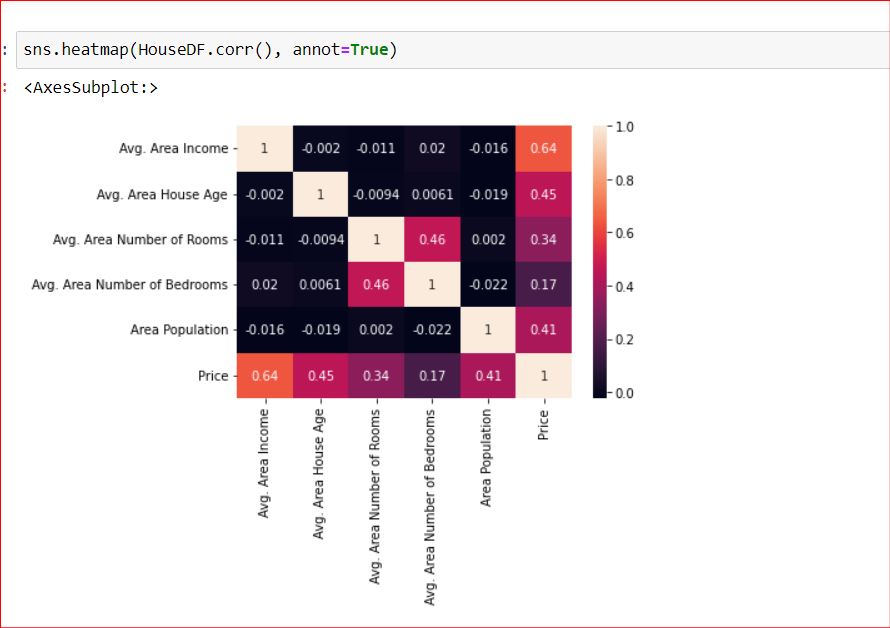 : sns.heatmap(HouseDF.corr(), annot=True)
: <AxesSubplot:>
Avg. Area Income 1 -0.002 -0.011 0.02 -0.016 0.64
Avg. Area House Age -0.002 1 -0.0094 0.0061 -0.019 0.45
Avg. Area Number of Rooms -0.011 -0.0094 1 0.46 0.002 0.34
Avg. Area Number of Bedrooms 0.02 0.0061 0.46 1 -0.022 0.17
Area Population -0.016 -0.019 0.002 -0.022 1 0.41
Price 0.64 0.45 0.34 0.17 0.41 1
Avg. Area Income
Avg. Area House Age
Avg. Area Number of Rooms
Avg. Area Number of Bedrooms
Area Population
Price
1.0
0.8
0.6
0.4
0.2
0.0